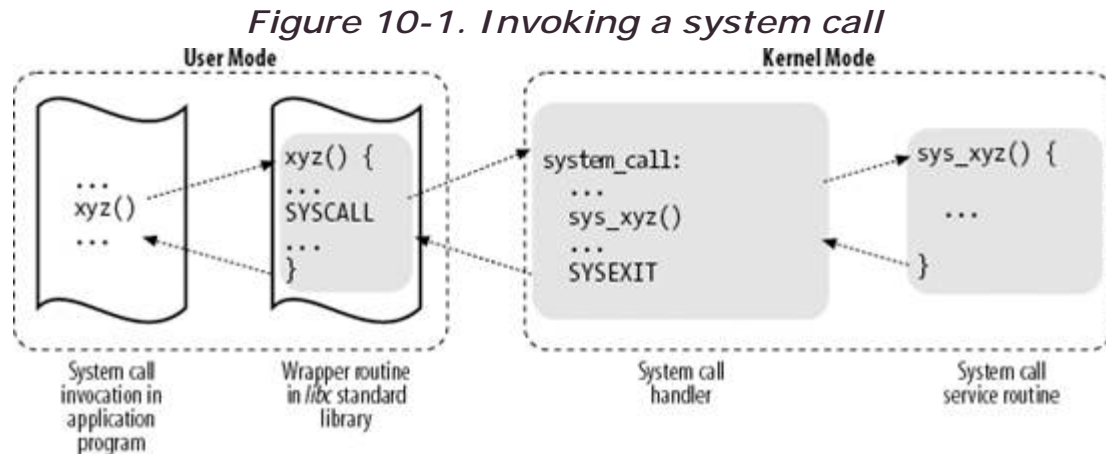 Figure 10-1. Invoking a system call
User Mode
Kernel Mode
...
xyz()
...
xyz() {
...
SYSCALL
...
}
system_call:
...
sys_xyz()
...
SYSEXIT
sys_xyz() {
...
}
System call
invocation in
application
program
Wrapper routine
in libc standard
library
System call
handler
System call
service routine